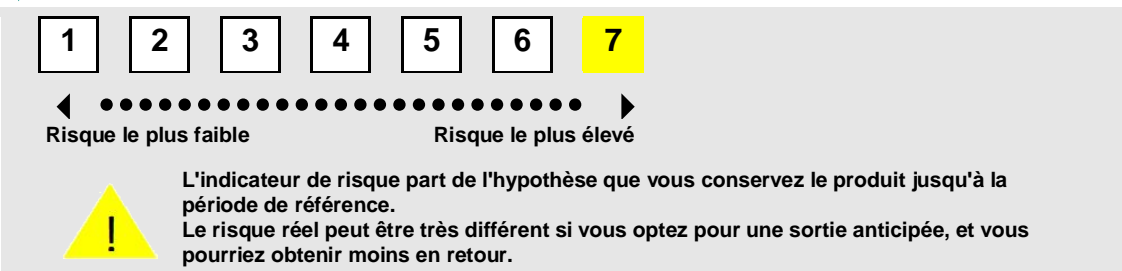 1 2 3 4 5 6 7
Risque le plus faible Risque le plus élevé
L'indicateur de risque part de l'hypothèse que vous conservez le produit jusqu'à la
période de référence.
Le risque réel peut être très différent si vous optez pour une sortie anticipée, et vous
pourriez obtenir moins en retour.
!